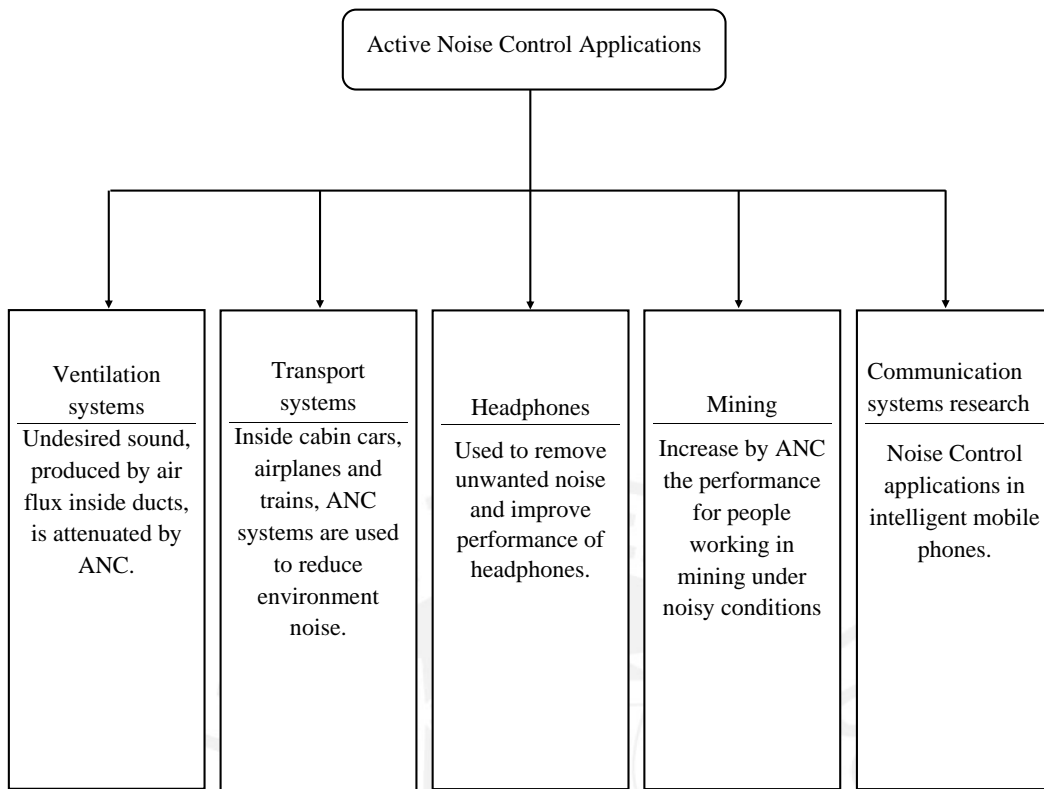 Active Noise Control Applications
Ventilation
systems
Undesired sound,
produced by air
flux inside ducts,
is attenuated by
ANC.
Transport
systems
Inside cabin cars,
airplanes and
trains, ANC
systems are used
to reduce
environment
noise.
Headphones
Used to remove
unwanted noise
and improve
performance of
headphones.
Mining
Increase by ANC
the performance
for people
working in
mining under
noisy conditions
Communication
systems research
Noise Control
applications in
intelligent mobile
phones.